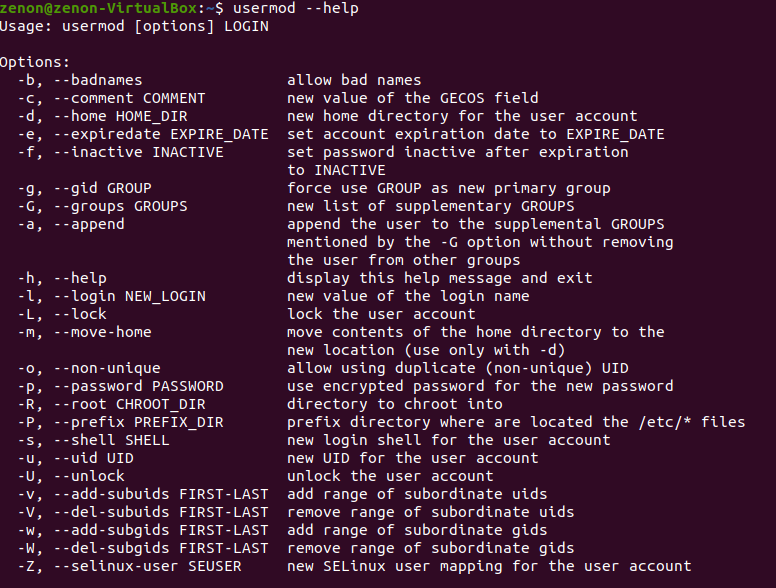 zenon@zenon-VirtualBox:~$ usermod --help
Usage: usermod [options] LOGIN

Options:
  -b, --badnames                allow bad names
  -c, --comment COMMENT         new value of the GECOS field
  -d, --home HOME_DIR           new home directory for the user account
  -e, --expiredate EXPIRE_DATE  set account expiration date to EXPIRE_DATE
  -f, --inactive INACTIVE       set password inactive after expiration
                                to INACTIVE
  -g, --gid GROUP               force use GROUP as new primary group
  -G, --groups GROUPS           new list of supplementary GROUPS
  -a, --append                  append the user to the supplemental GROUPS
                                mentioned by the -G option without removing
                                the user from other groups
  -h, --help                    display this help message and exit
  -l, --login NEW_LOGIN         new value of the login name
  -L, --lock                    lock the user account
  -m, --move-home               move contents of the home directory to the
                                new location (use only with -d)
  -o, --non-unique              allow using duplicate (non-unique) UID
  -p, --password PASSWORD       use encrypted password for the new password
  -R, --root CHROOT_DIR         directory to chroot into
  -P, --prefix PREFIX_DIR       prefix directory where are located the /etc/* files
  -s, --shell SHELL             new login shell for the user account
  -u, --uid UID                 new UID for the user account
  -U, --unlock                  unlock the user account
  -v, --add-subuids FIRST-LAST  add range of subordinate uids
  -V, --del-subuids FIRST-LAST  remove range of subordinate uids
  -w, --add-subgids FIRST-LAST  add range of subordinate gids
  -W, --del-subgids FIRST-LAST  remove range of subordinate gids
  -Z, --selinux-user SEUSER     new SELinux user mapping for the user account